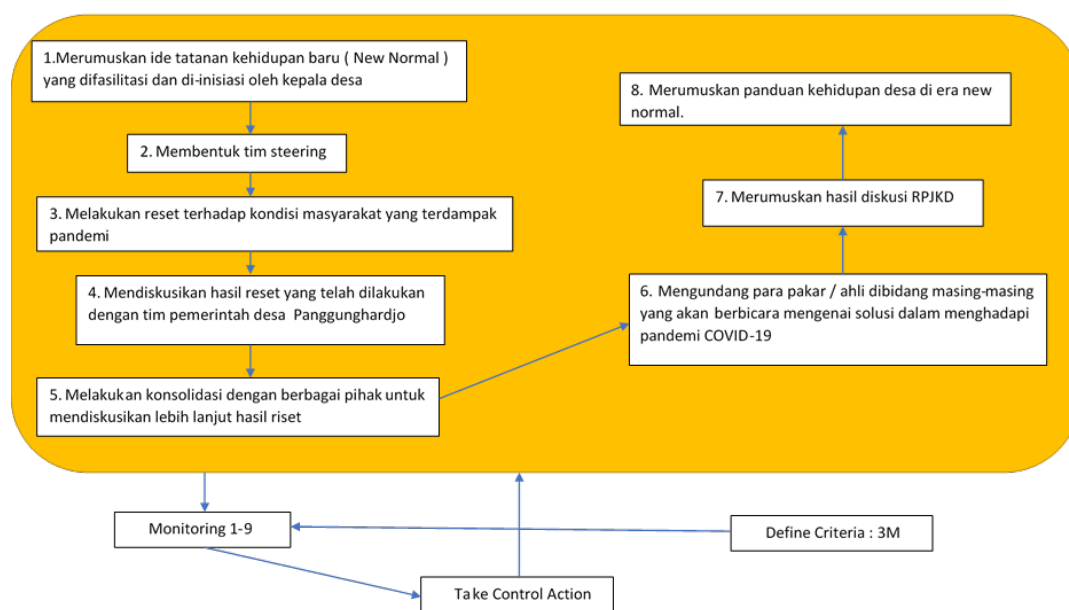 1.Merumuskan ide tatanan kehidupan baru ( New Normal )
yang difasilitasi dan di-inisiasi oleh kepala desa
2. Membentuk tim steering
3. Melakukan reset terhadap kondisi masyarakat yang terdampak
pandemi
4. Mendiskusikan hasil reset yang telah dilakukan
dengan tim pemerintah desa Panggunghardjo
5. Melakukan konsolidasi dengan berbagai pihak untuk
mendiskusikan lebih lanjut hasil riset
6. Mengundang para pakar / ahli dibidang masing-masing
yang akan berbicara mengenai solusi dalam menghadapi
pandemi COVID-19
7. Merumuskan hasil diskusi RPJKD
8. Merumuskan panduan kehidupan desa di era new
normal.
Monitoring 1-9
Define Criteria : 3M
Take Control Action